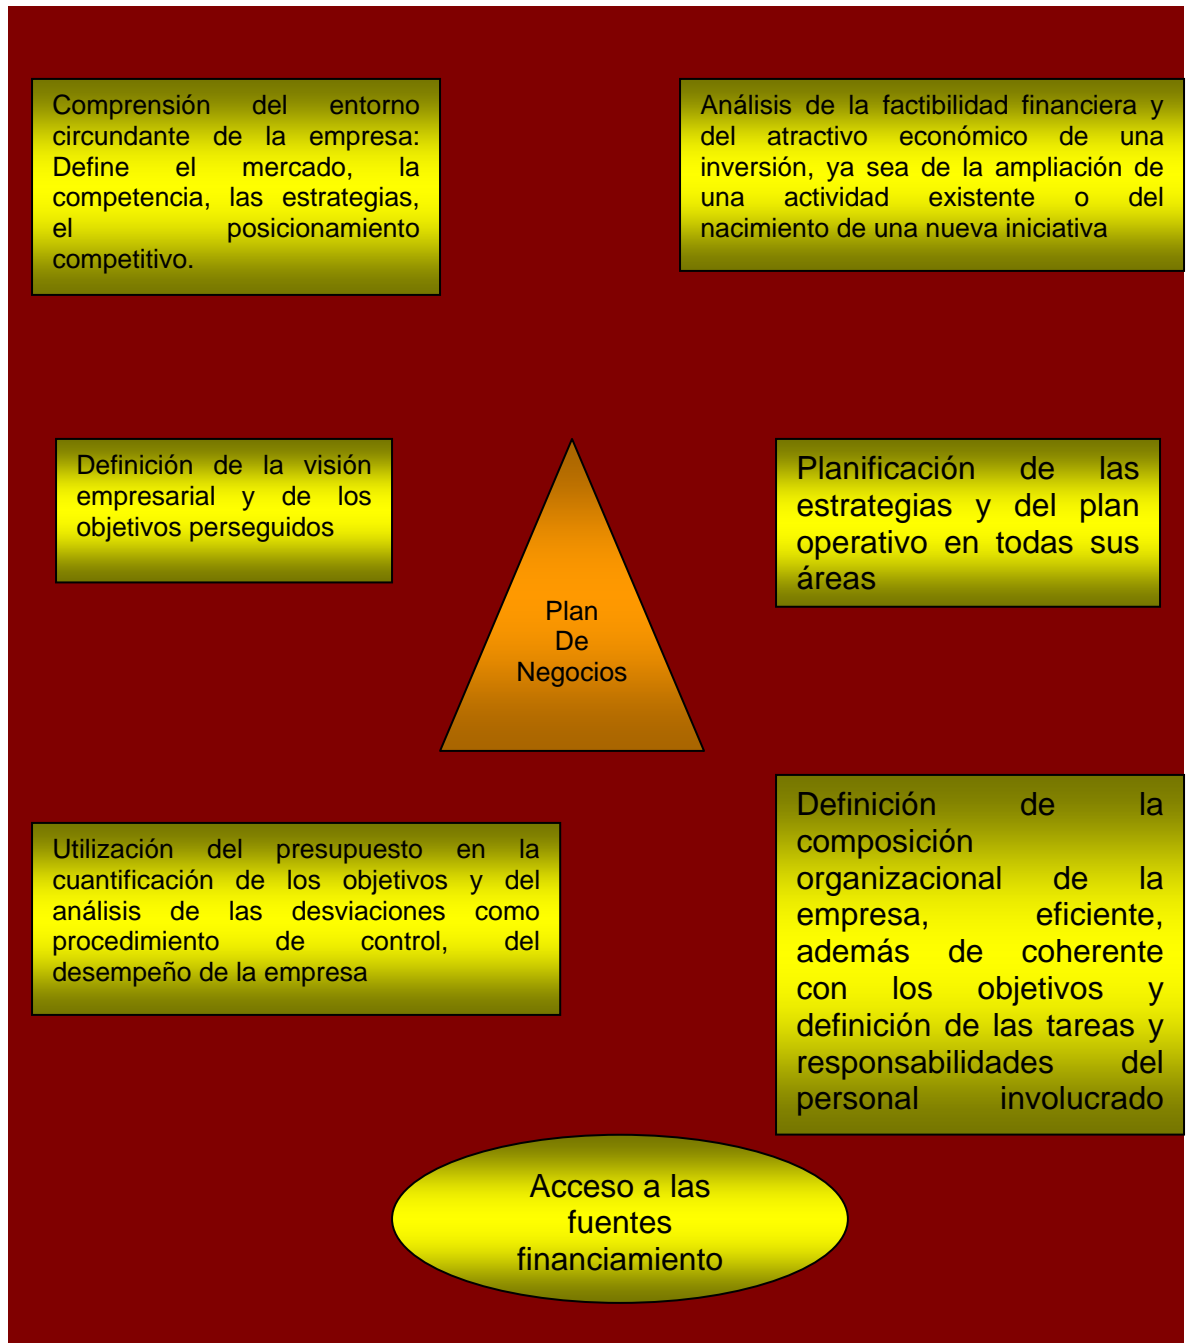 Comprensión del entorno
circundante de la empresa:
Define el mercado, la
competencia, las estrategias,
el posicionamiento
competitivo.
Análisis de la factibilidad financiera y
del atractivo económico de una
inversión, ya sea de la ampliación de
una actividad existente o del
nacimiento de una nueva iniciativa
Definición de la visión
empresarial y de los
objetivos perseguidos
Plan
De
Negocios
Planificación de las
estrategias y del plan
operativo en todas sus
áreas
Utilización del presupuesto en la
cuantificación de los objetivos y del
análisis de las desviaciones como
procedimiento de control, del
desempeño de la empresa
Definición de la
composición
organizacional de la
empresa, eficiente,
además de coherente
con los objetivos y
definición de las tareas y
responsabilidades del
personal involucrado
Acceso a las
fuentes
financiamiento